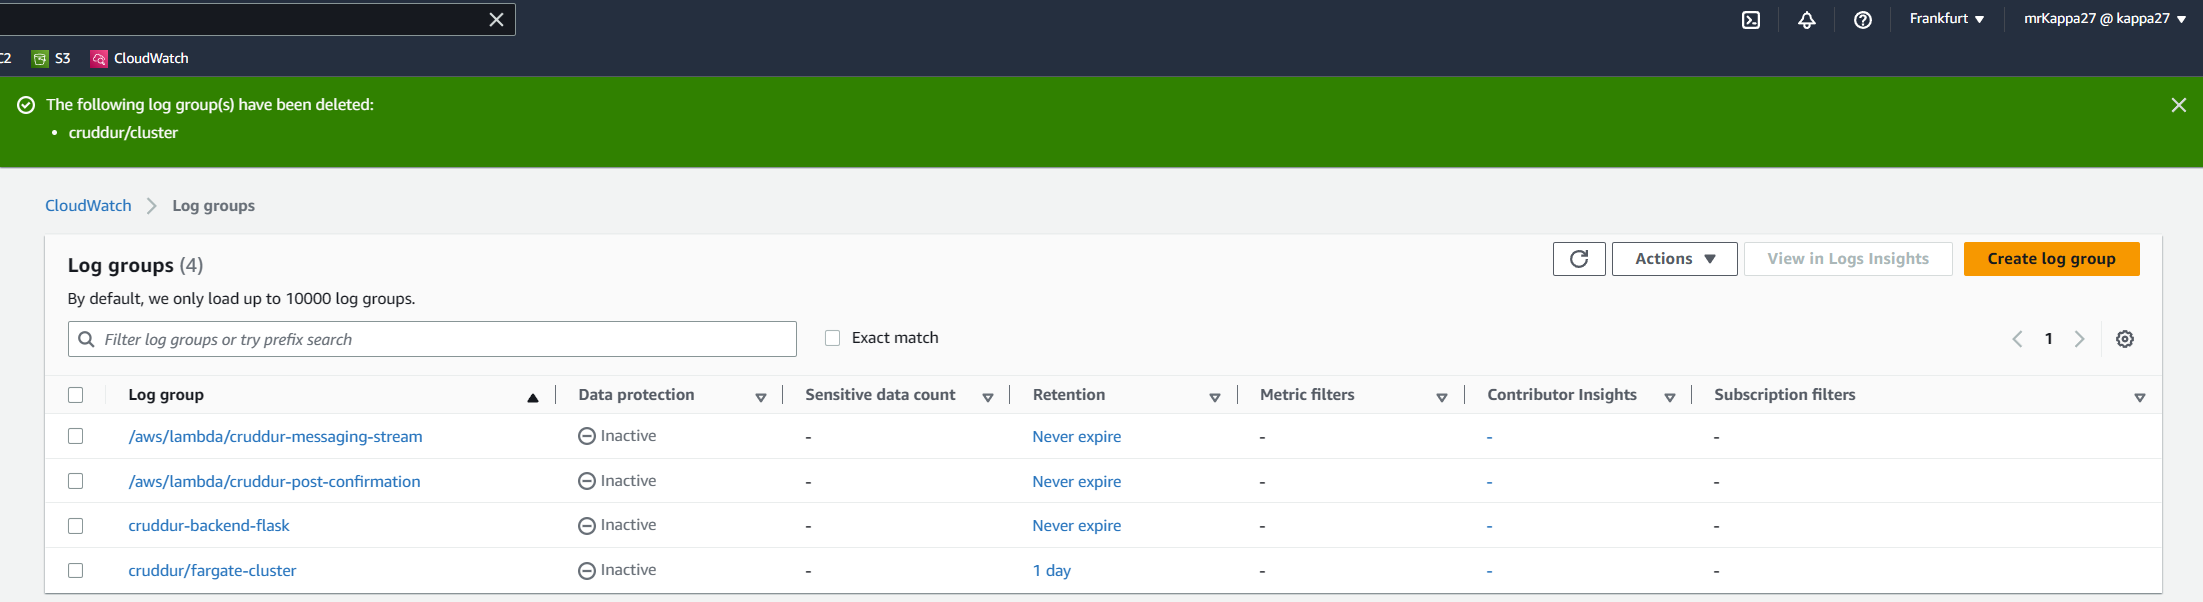 Frankfurt ▼ mrKappa27 @ kappa27 ▼
C2 S3 CloudWatch
The following log group(s) have been deleted:
• cruddur/cluster
CloudWatch > Log groups
Log groups (4) Actions ▼ View in Logs Insights Create log group
By default, we only load up to 10000 log groups.
Filter log groups or try prefix search Exact match 1
Log group Data protection Sensitive data count Retention Metric filters Contributor Insights Subscription filters
/aws/lambda/cruddur-messaging-stream Inactive - Never expire - - -
/aws/lambda/cruddur-post-confirmation Inactive - Never expire - - -
cruddur-backend-flask Inactive - Never expire - - -
cruddur/fargate-cluster Inactive - 1 day - - -